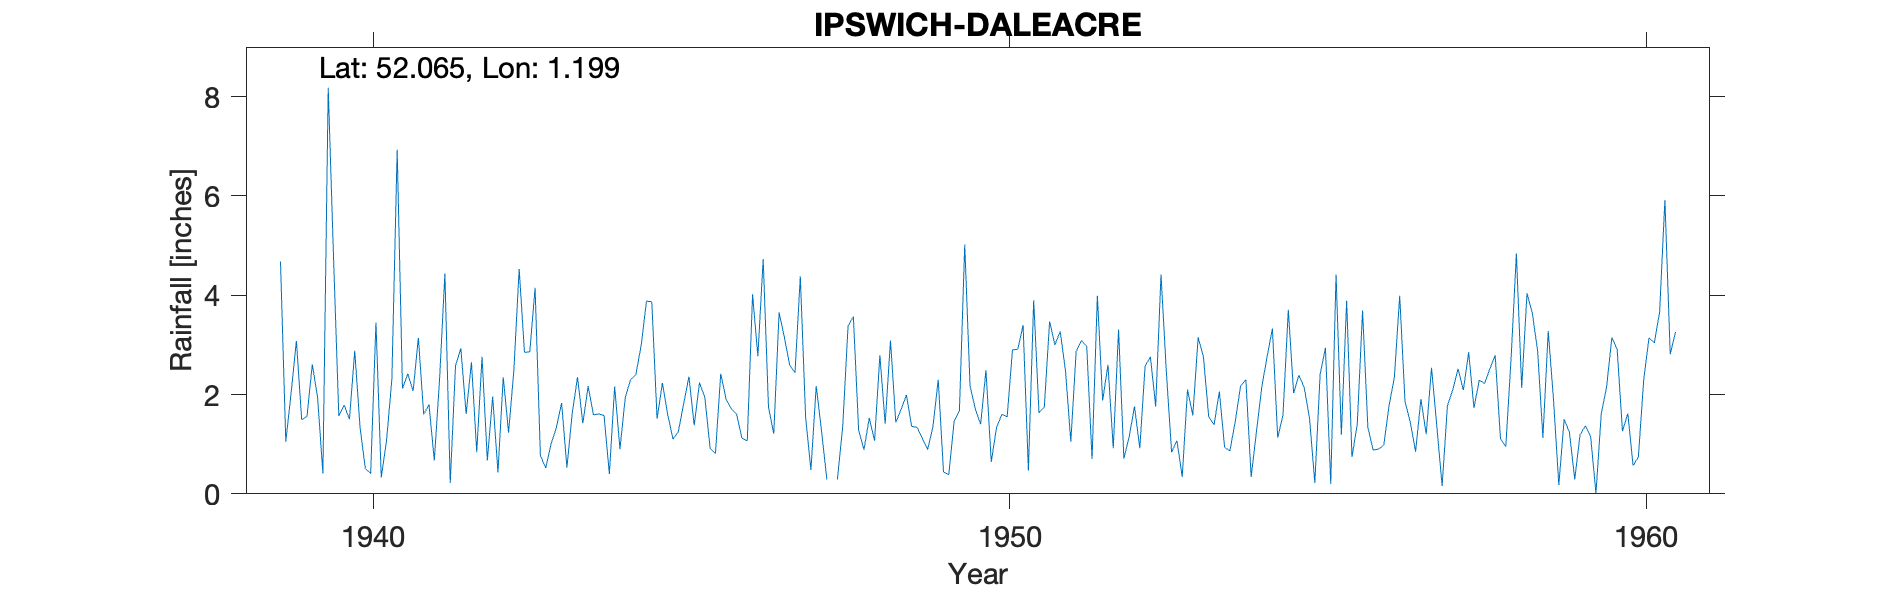 IPSWICH-DALEACRE
Lat: 52.065, Lon: 1.199
8
6
4
2
0
Rainfall [inches]
1940 1950 1960
Year